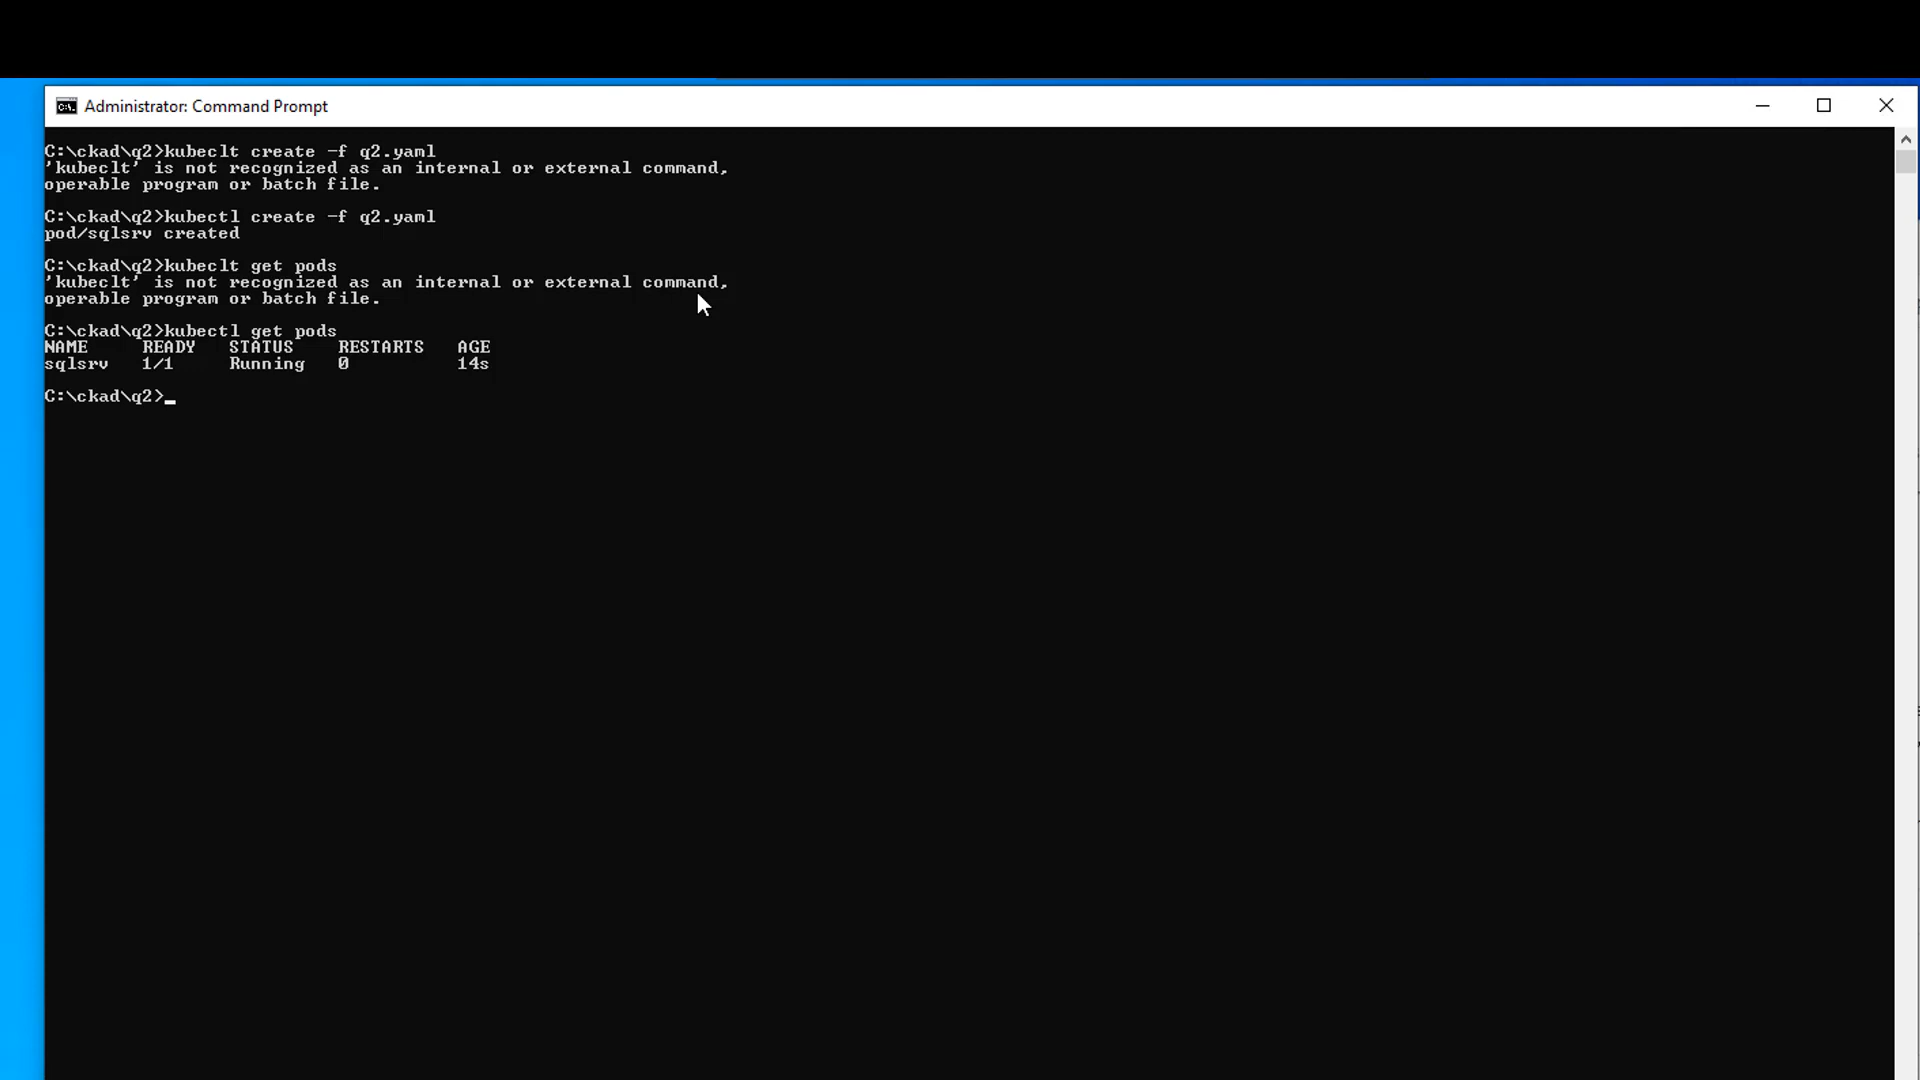 Administrator: Command Prompt
C:\ckad\q2>kubeclt create -f q2.yaml
'kubeclt' is not recognized as an internal or external command,
operable program or batch file.
C:\ckad\q2>kubectl create -f q2.yaml
pod/sqlsrv created
C:\ckad\q2>kubeclt get pods
'kubeclt' is not recognized as an internal or external command,
operable program or batch file.
C:\ckad\q2>kubectl get pods
NAME READY STATUS RESTARTS AGE
sqlsrv 1/1 Running 0 14s
C:\ckad\q2>_